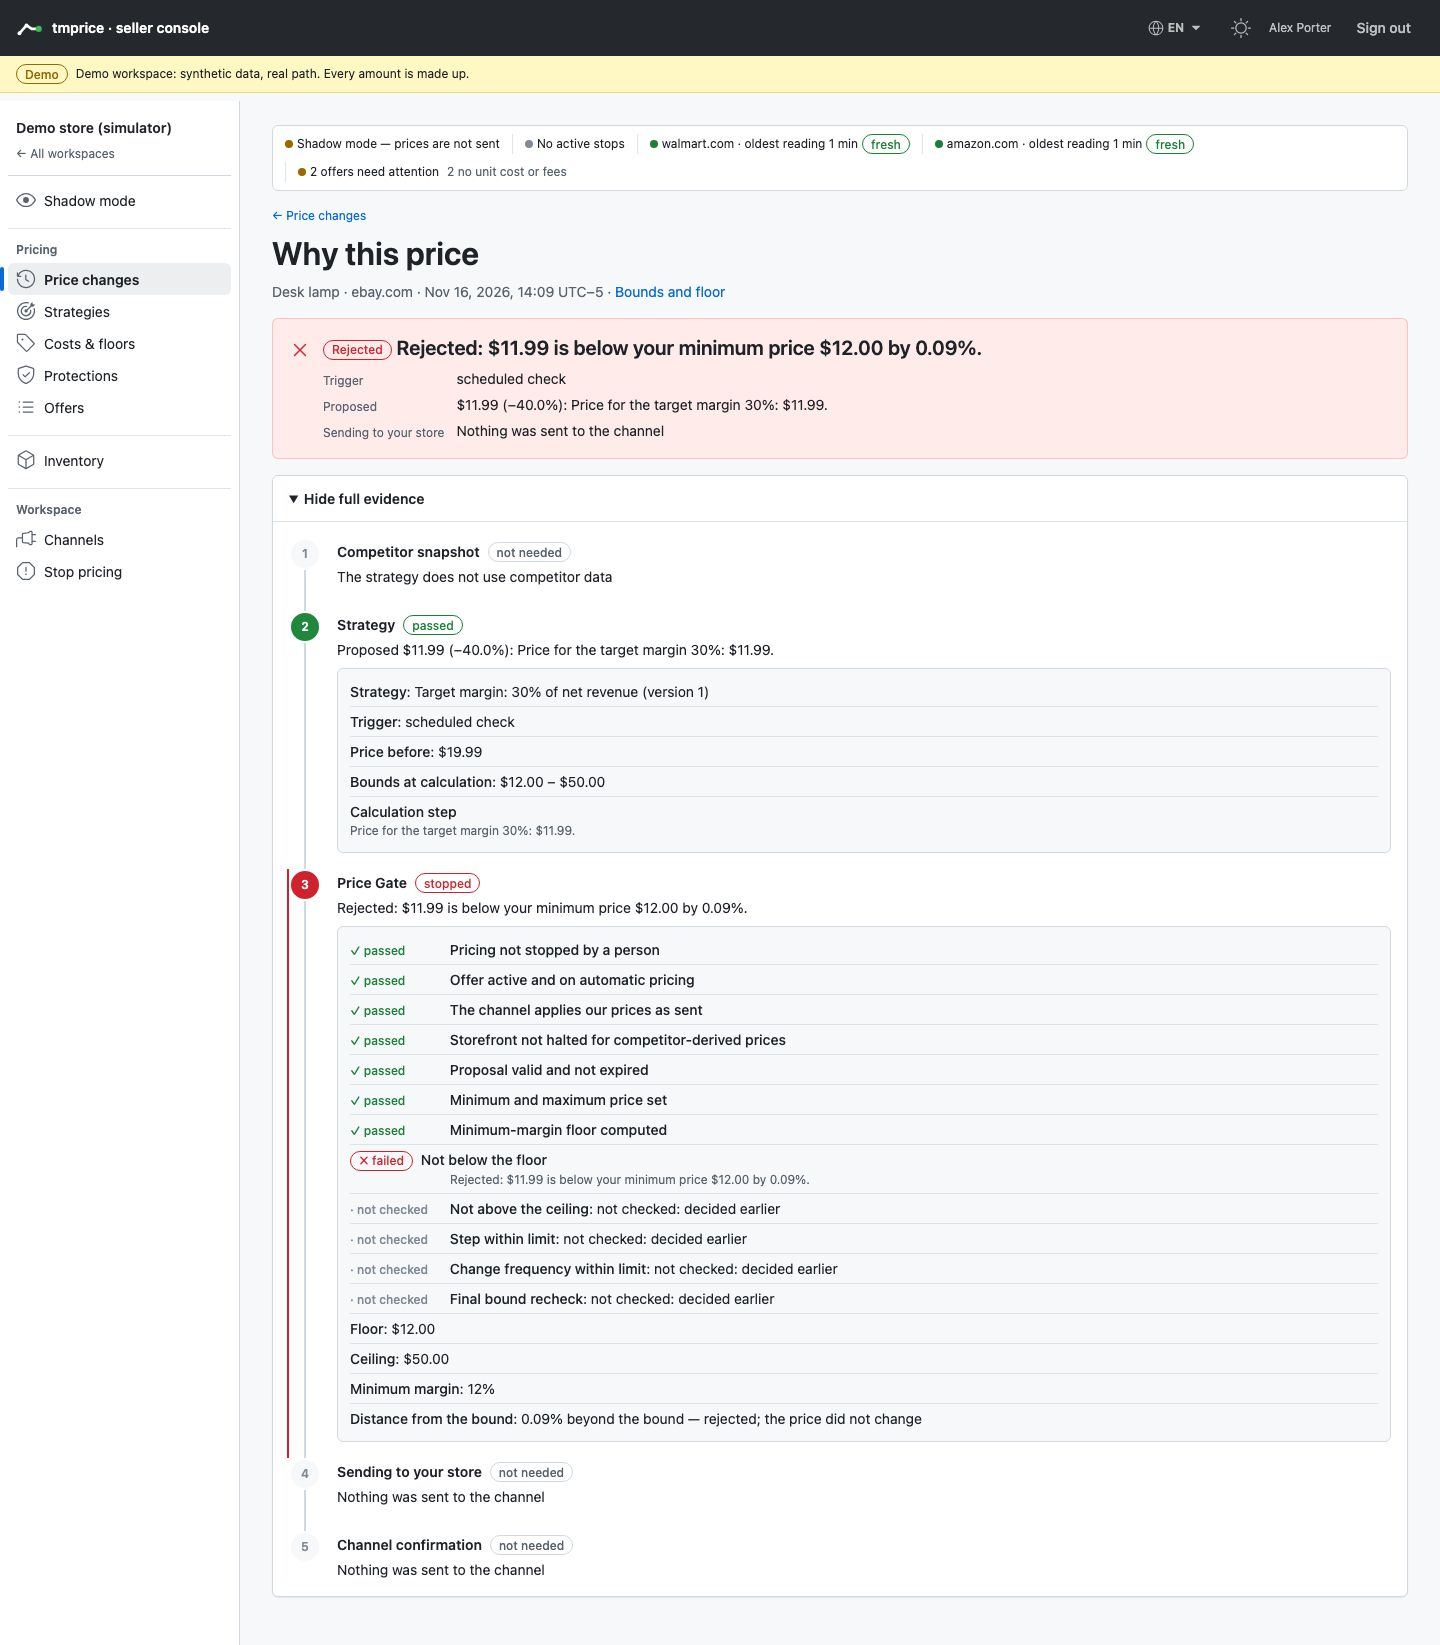 tmprice · seller console
EN
Alex Porter
Sign out
Demo
Demo workspace: synthetic data, real path. Every amount is made up.
Demo store (simulator)
← All workspaces
Shadow mode
Pricing
Price changes
Strategies
Costs & floors
Protections
Offers
Inventory
Workspace
Channels
Stop pricing
Shadow mode — prices are not sent
No active stops
walmart.com · oldest reading 1 min fresh
amazon.com · oldest reading 1 min fresh
2 offers need attention 2 no unit cost or fees
← Price changes
Why this price
Desk lamp · ebay.com · Nov 16, 2026, 14:09 UTC−5 · Bounds and floor
Rejected Rejected: $11.99 is below your minimum price $12.00 by 0.09%.
Trigger scheduled check
Proposed $11.99 (−40.0%): Price for the target margin 30%: $11.99.
Sending to your store Nothing was sent to the channel
▼ Hide full evidence
1 Competitor snapshot not needed
The strategy does not use competitor data
2 Strategy passed
Proposed $11.99 (−40.0%): Price for the target margin 30%: $11.99.
Strategy: Target margin: 30% of net revenue (version 1)
Trigger: scheduled check
Price before: $19.99
Bounds at calculation: $12.00 – $50.00
Calculation step
Price for the target margin 30%: $11.99.
3 Price Gate stopped
Rejected: $11.99 is below your minimum price $12.00 by 0.09%.
✓ passed Pricing not stopped by a person
✓ passed Offer active and on automatic pricing
✓ passed The channel applies our prices as sent
✓ passed Storefront not halted for competitor-derived prices
✓ passed Proposal valid and not expired
✓ passed Minimum and maximum price set
✓ passed Minimum-margin floor computed
✕ failed Not below the floor
Rejected: $11.99 is below your minimum price $12.00 by 0.09%.
· not checked Not above the ceiling: not checked: decided earlier
· not checked Step within limit: not checked: decided earlier
· not checked Change frequency within limit: not checked: decided earlier
· not checked Final bound recheck: not checked: decided earlier
Floor: $12.00
Ceiling: $50.00
Minimum margin: 12%
Distance from the bound: 0.09% beyond the bound — rejected; the price did not change
4 Sending to your store not needed
Nothing was sent to the channel
5 Channel confirmation not needed
Nothing was sent to the channel